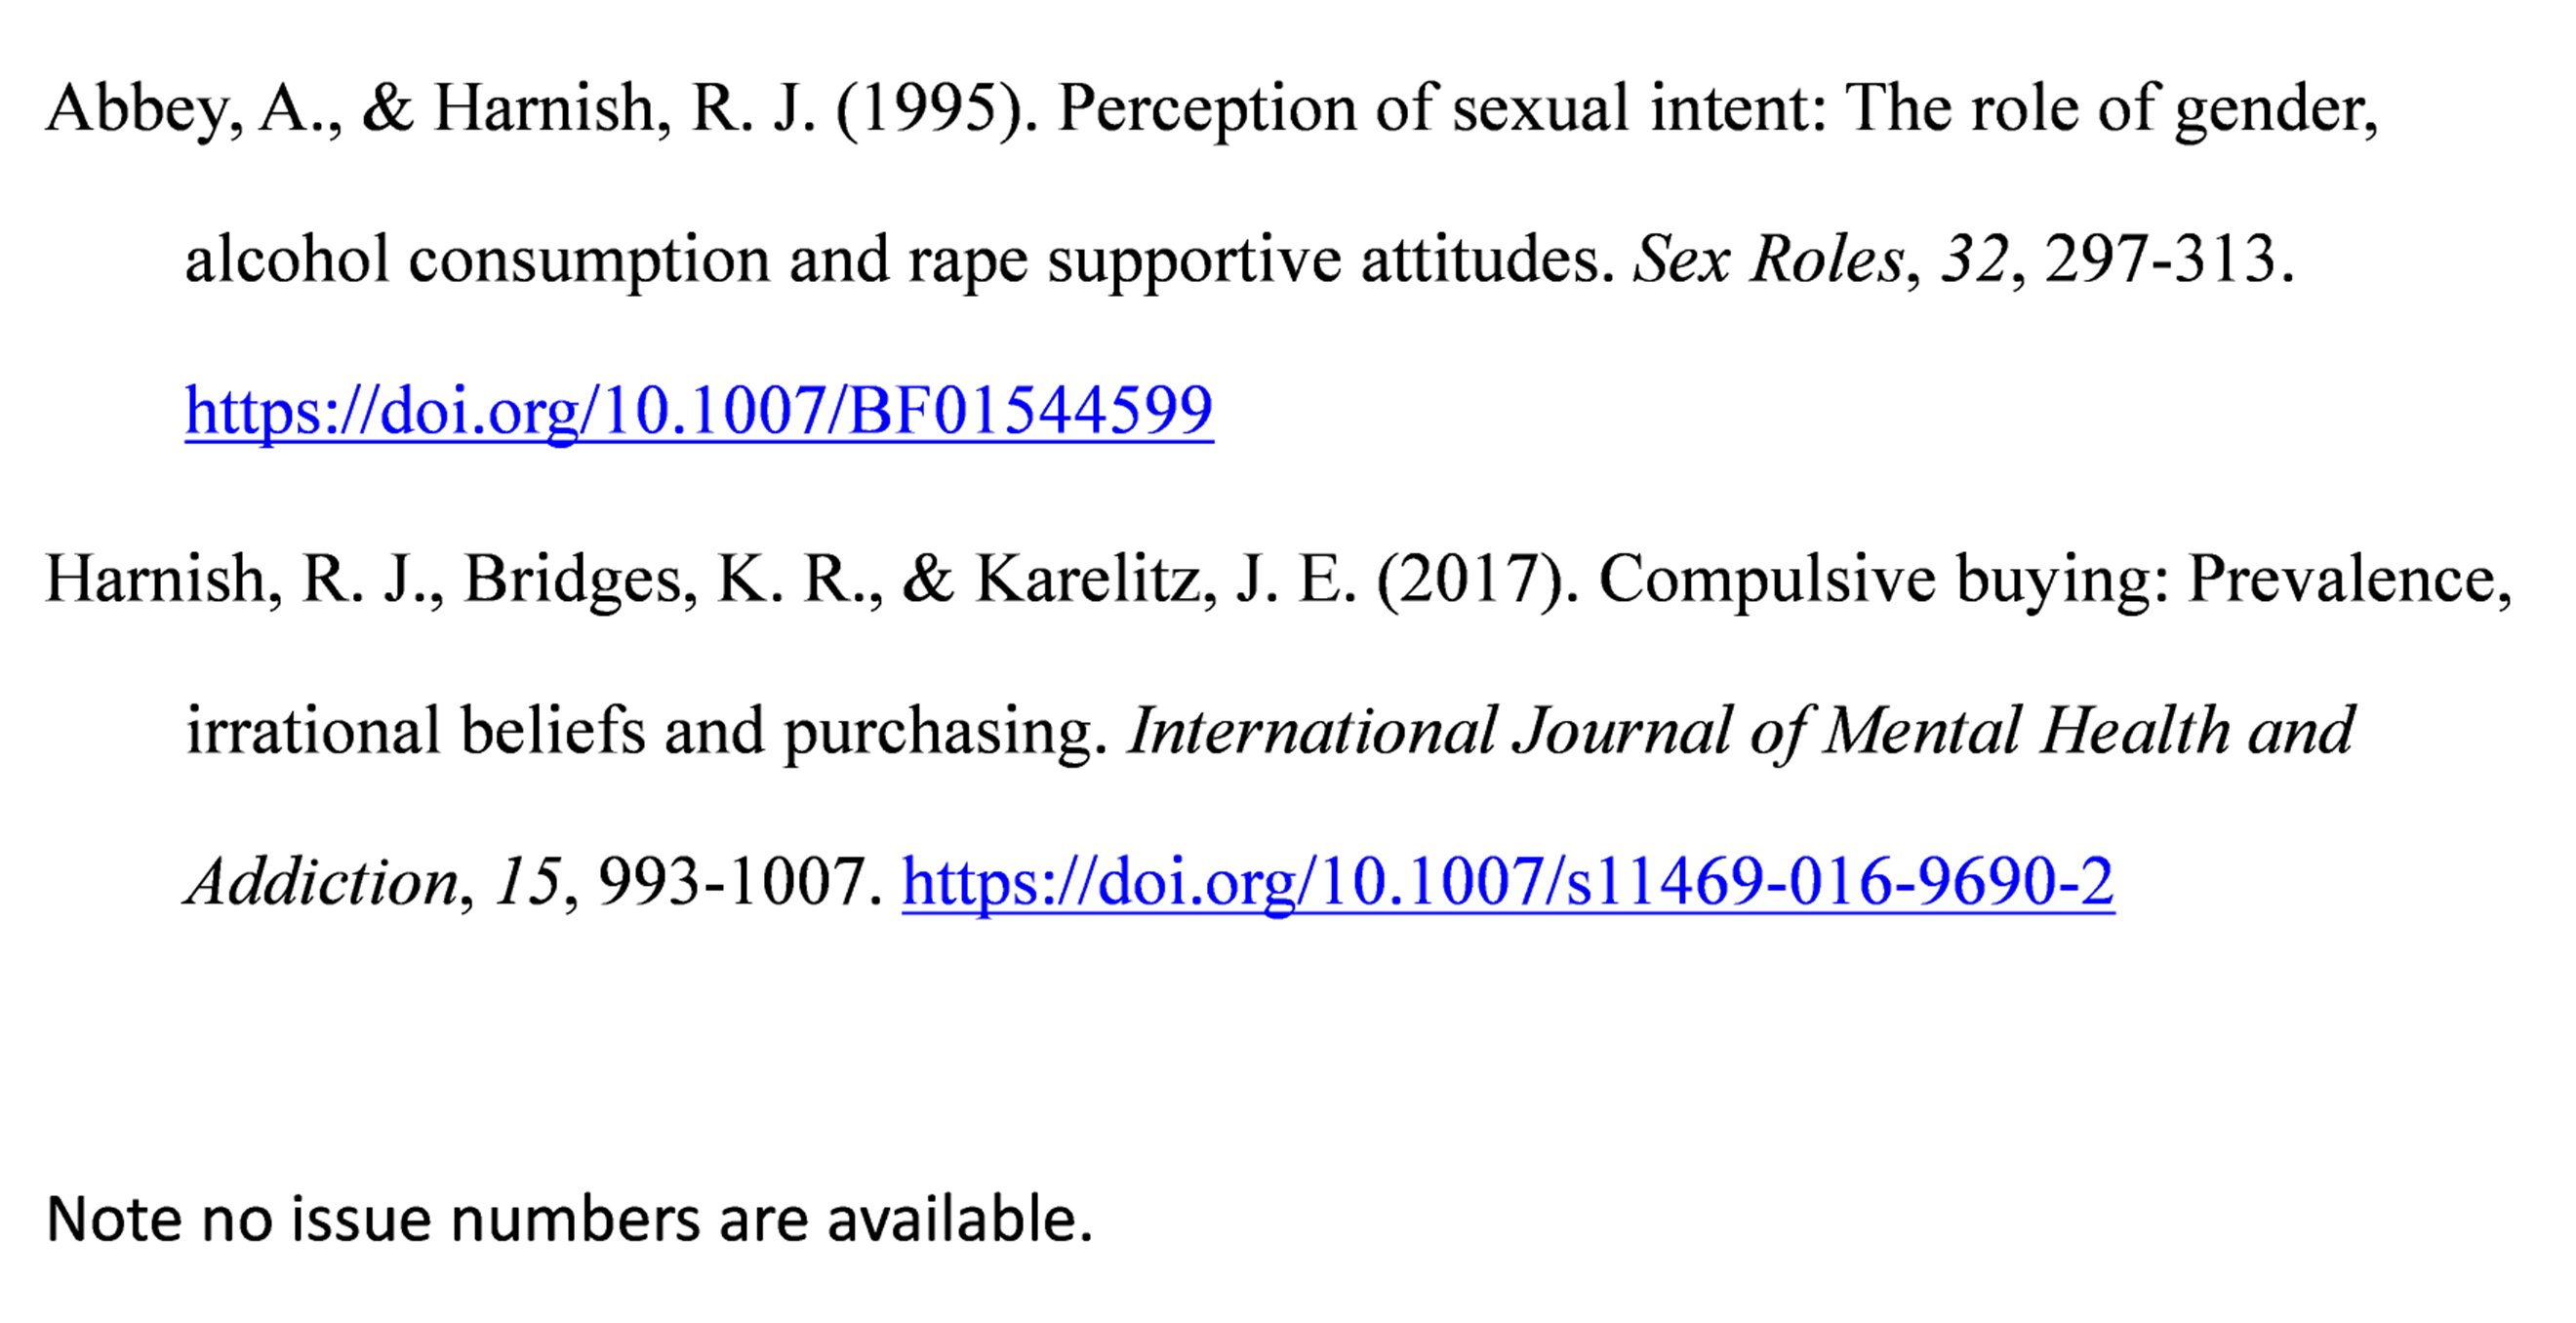 Abbey, A., & Harnish, R. J. (1995). Perception of sexual intent: The role of gender,
alcohol consumption and rape supportive attitudes. Sex Roles, 32, 297-313.
https://doi.org/10.1007/BF01544599
Harnish, R. J., Bridges, K. R., & Karelitz, J. E. (2017). Compulsive buying: Prevalence,
irrational beliefs and purchasing. International Journal of Mental Health and
Addiction, 15, 993-1007. https://doi.org/10.1007/s11469-016-9690-2
Note no issue numbers are available.